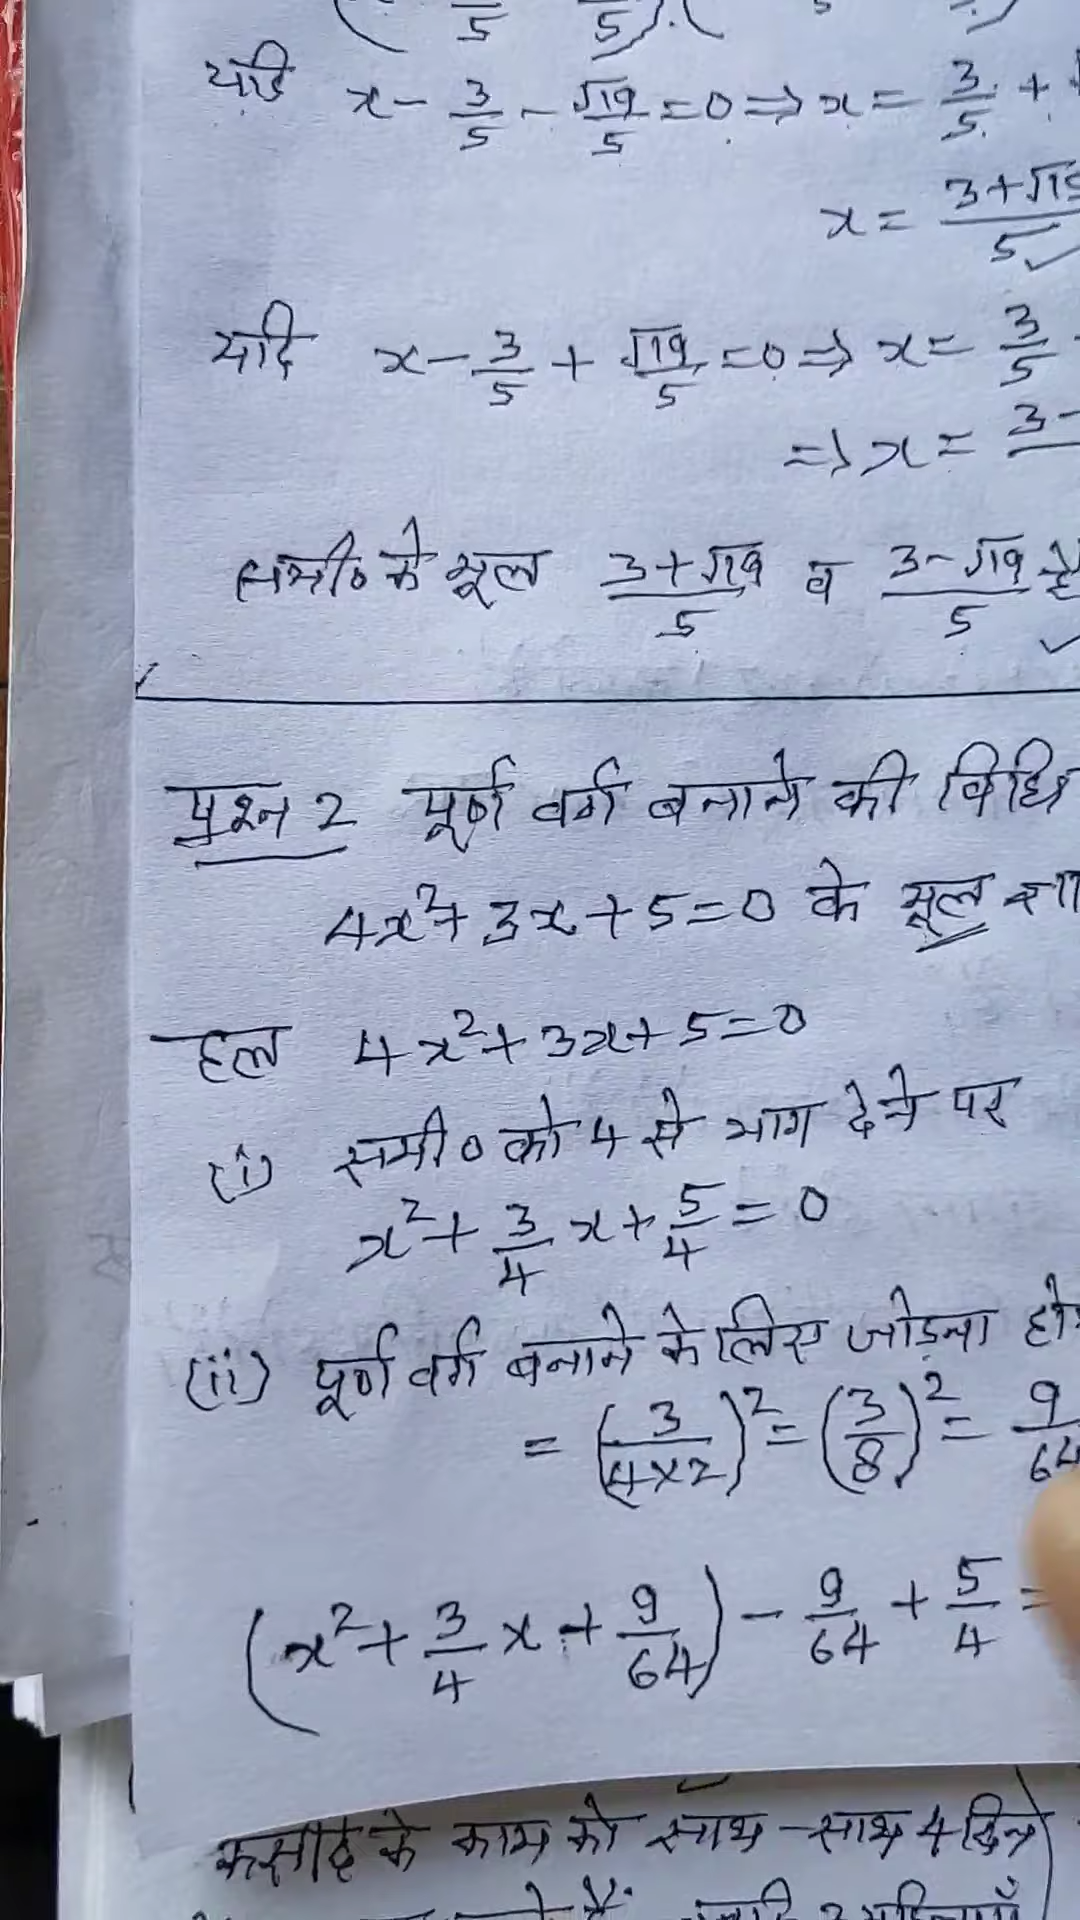 यदि x - 3/5 - √19/5 = 0 => x = 3/5 +
x = 3+√19/5 ✓
यदि x - 3/5 + √19/5 = 0 => x = 3/5
=> x = 3-
समी० के मूल 3+√19/5 व 3-√19/5 है
प्रश्न 2 पूर्ण वर्ग बनाने की विधि
4x²+3x+5=0 के मूल
हल 4x²+3x+5=0
(i) समी० को 4 से भाग देने पर
x² + 3/4 x + 5/4 = 0
(ii) पूर्ण वर्ग बनाने के लिए जोड़ना
= (3/4×2)² = (3/8)² = 9/64
(x² + 3/4 x + 9/64) - 9/64 + 5/4 =
के काम को साथ-साथ 4 दिन